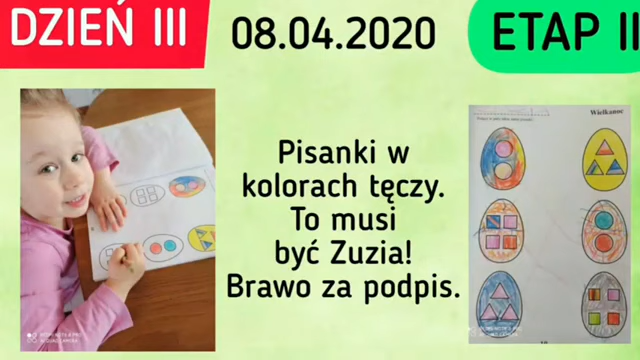 DZIEŃ III
08.04.2020
ETAP II
Pisanki w
kolorach tęczy.
To musi
być Zuzia!
Brawo za podpis.
Wielkanoc